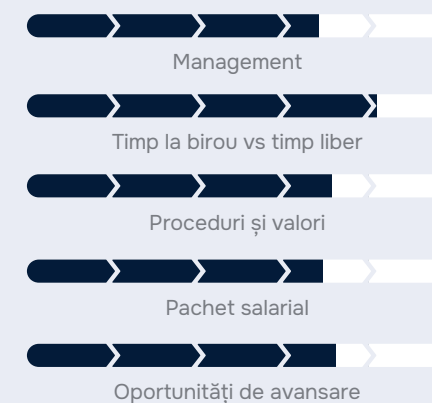 Management
Timp la birou vs timp liber
Proceduri și valori
Pachet salarial
Oportunități de avansare